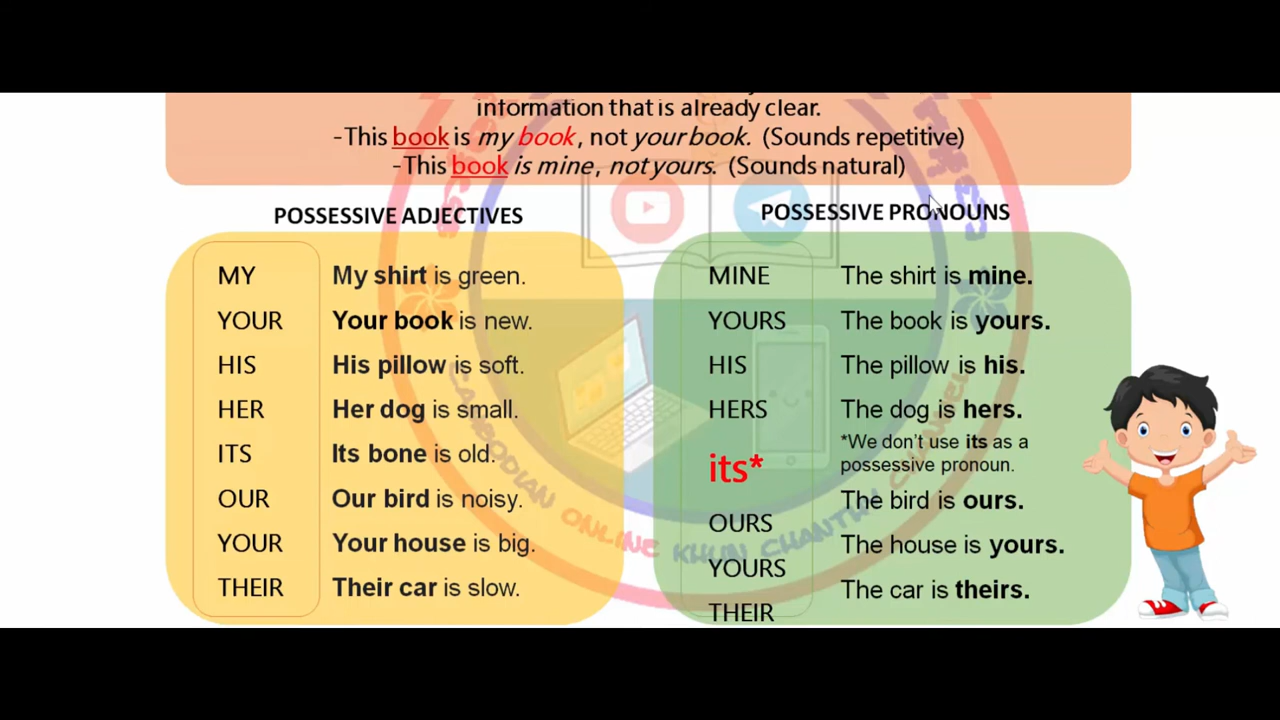 information that is already clear.
-This book is my book, not your book. (Sounds repetitive)
-This book is mine, not yours. (Sounds natural)
POSSESSIVE ADJECTIVES
MY My shirt is green.
YOUR Your book is new.
HIS His pillow is soft.
HER Her dog is small.
ITS Its bone is old.
OUR Our bird is noisy.
YOUR Your house is big.
THEIR Their car is slow.
POSSESSIVE PRONOUNS
MINE The shirt is mine.
YOURS The book is yours.
HIS The pillow is his.
HERS The dog is hers.
its* *We don't use its as a
possessive pronoun.
OURS The bird is ours.
YOURS The house is yours.
THEIR The car is theirs.
CAMBODIAN ONLINE KHUN CHANTHY CHANNEL